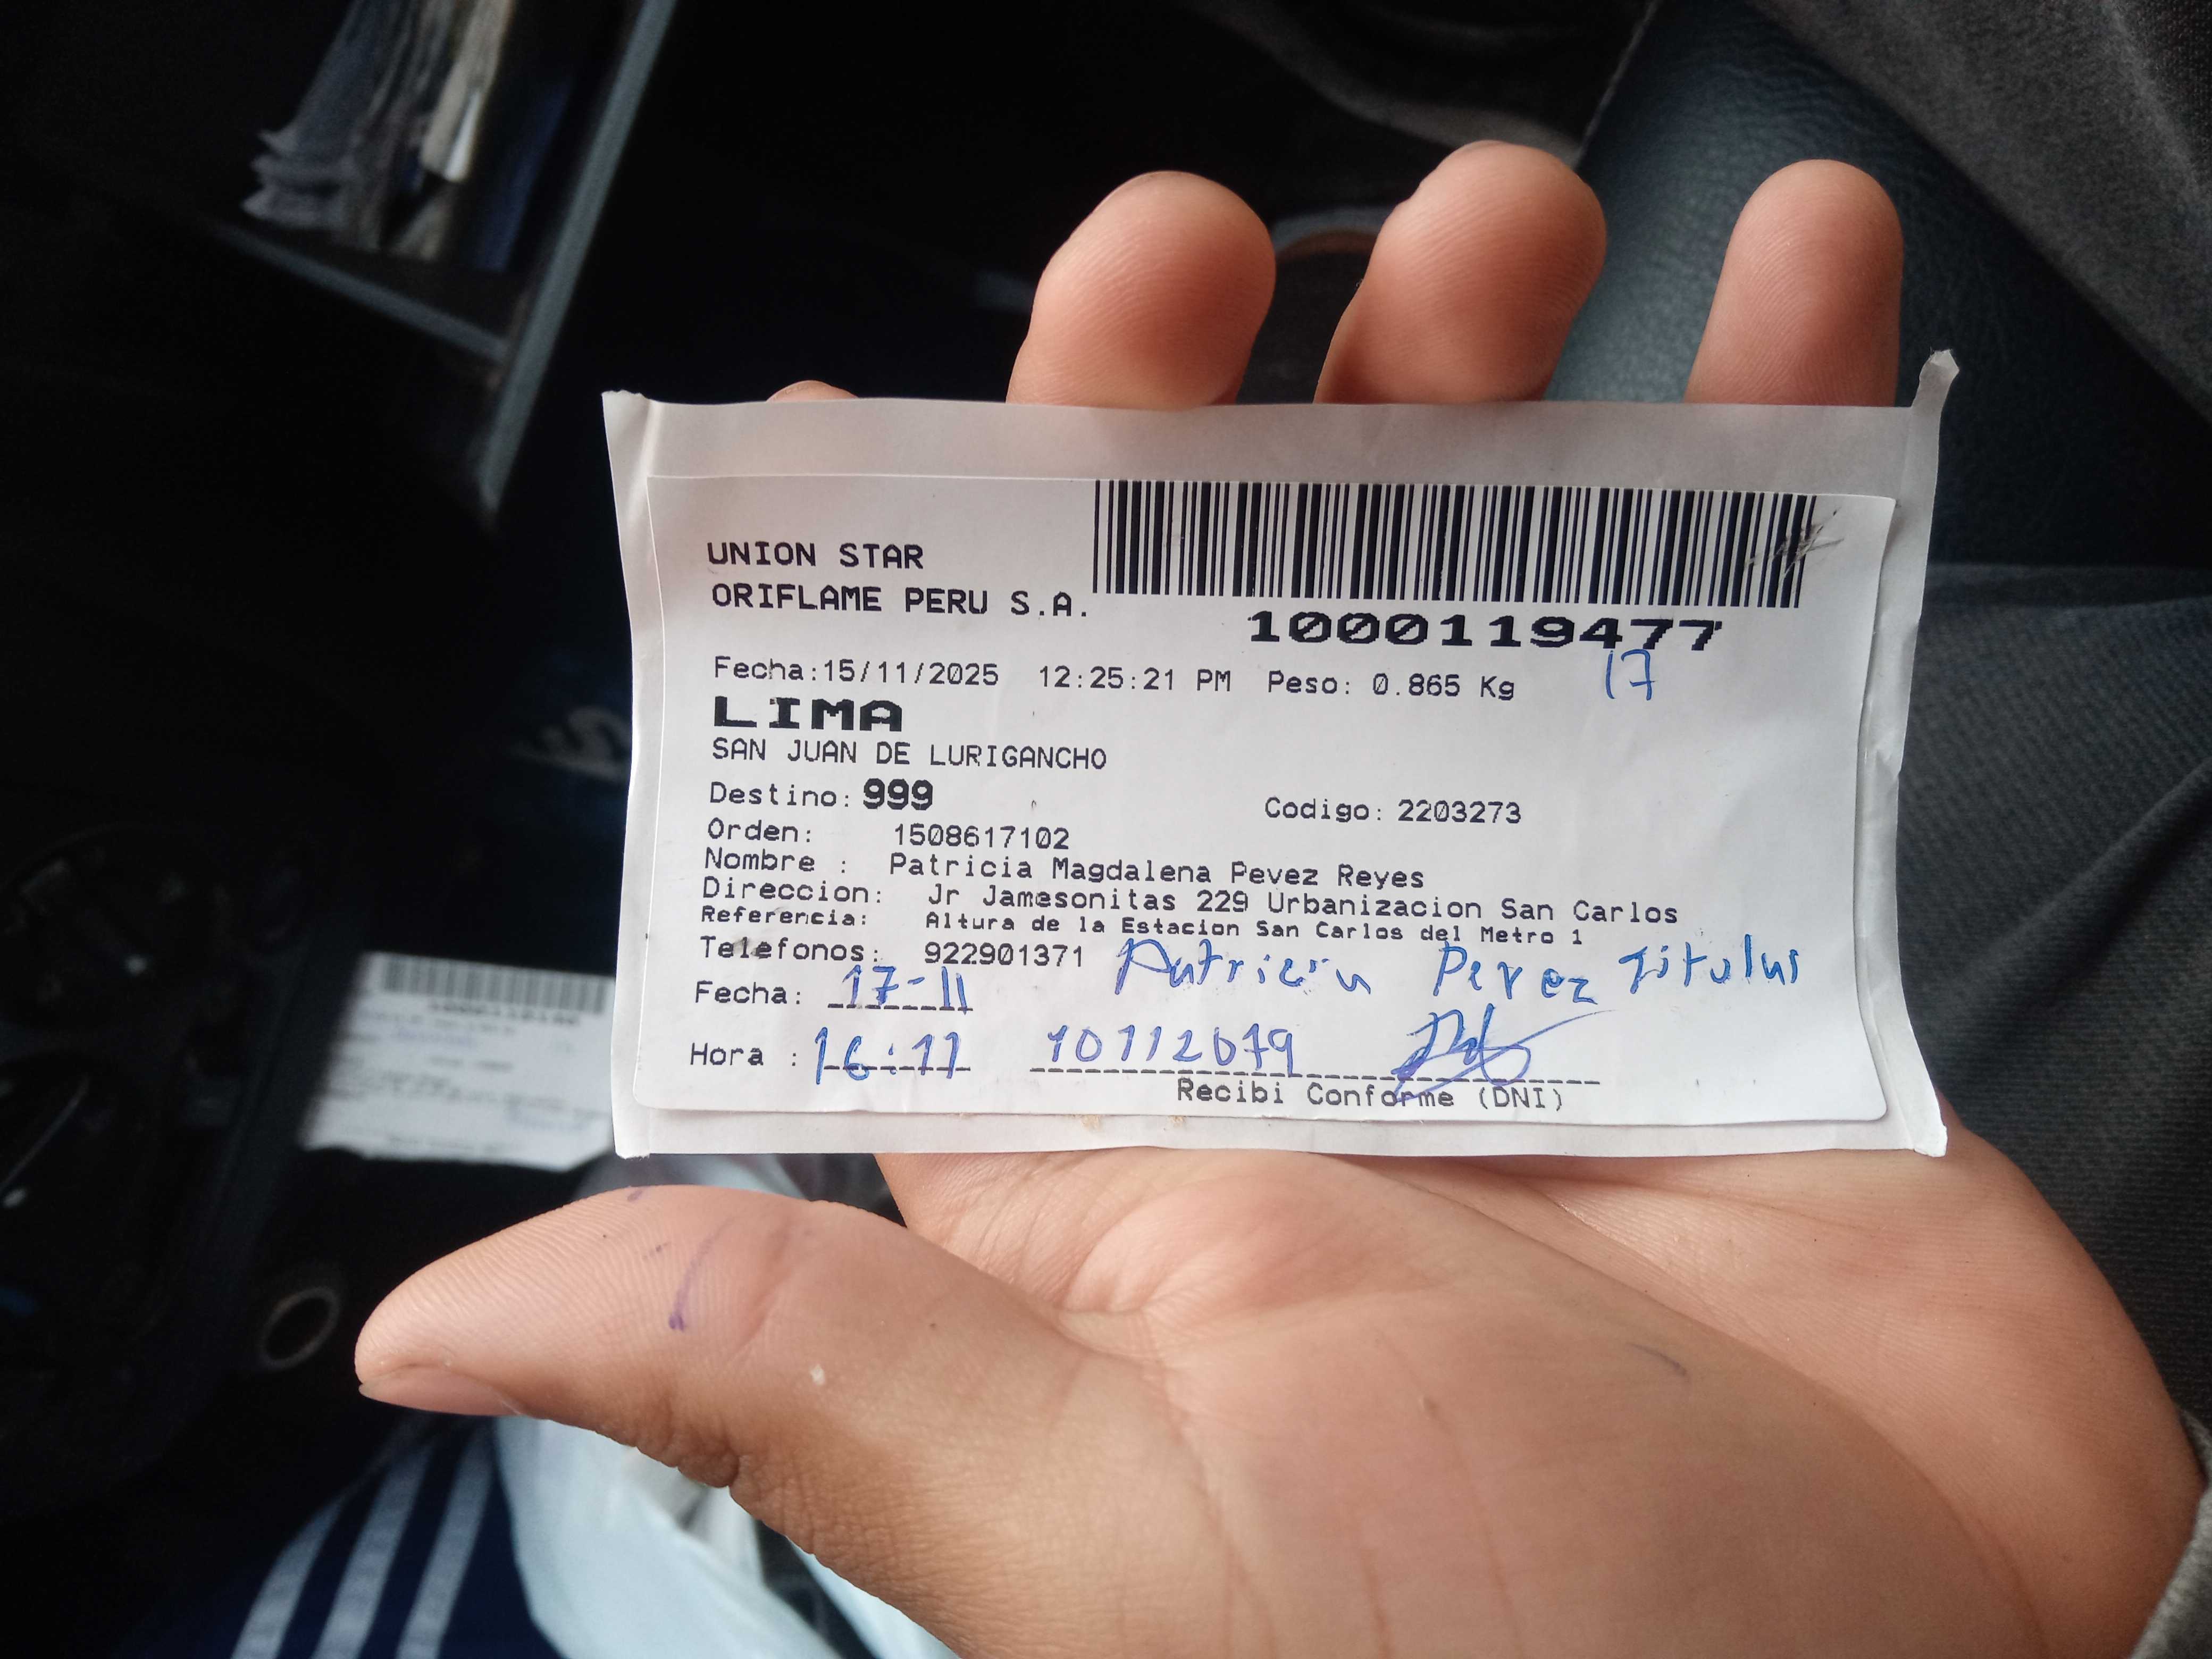 UNION STAR
ORIFLAME PERU S.A.
1000119477
Fecha:15/11/2025 12:25:21 PM Peso: 0.865 Kg 17
LIMA
SAN JUAN DE LURIGANCHO
Destino: 999 Codigo: 2203273
Orden: 1508617102
Nombre : Patricia Magdalena Pevez Reyes
Direccion: Jr Jamesonitas 229 Urbanizacion San Carlos
Referencia: Altura de la Estacion San Carlos del Metro 1
Telefonos: 922901371 Patricia Pevez
Fecha: 17-11
Hora : 16:11
Recibi Conforme (DNI)